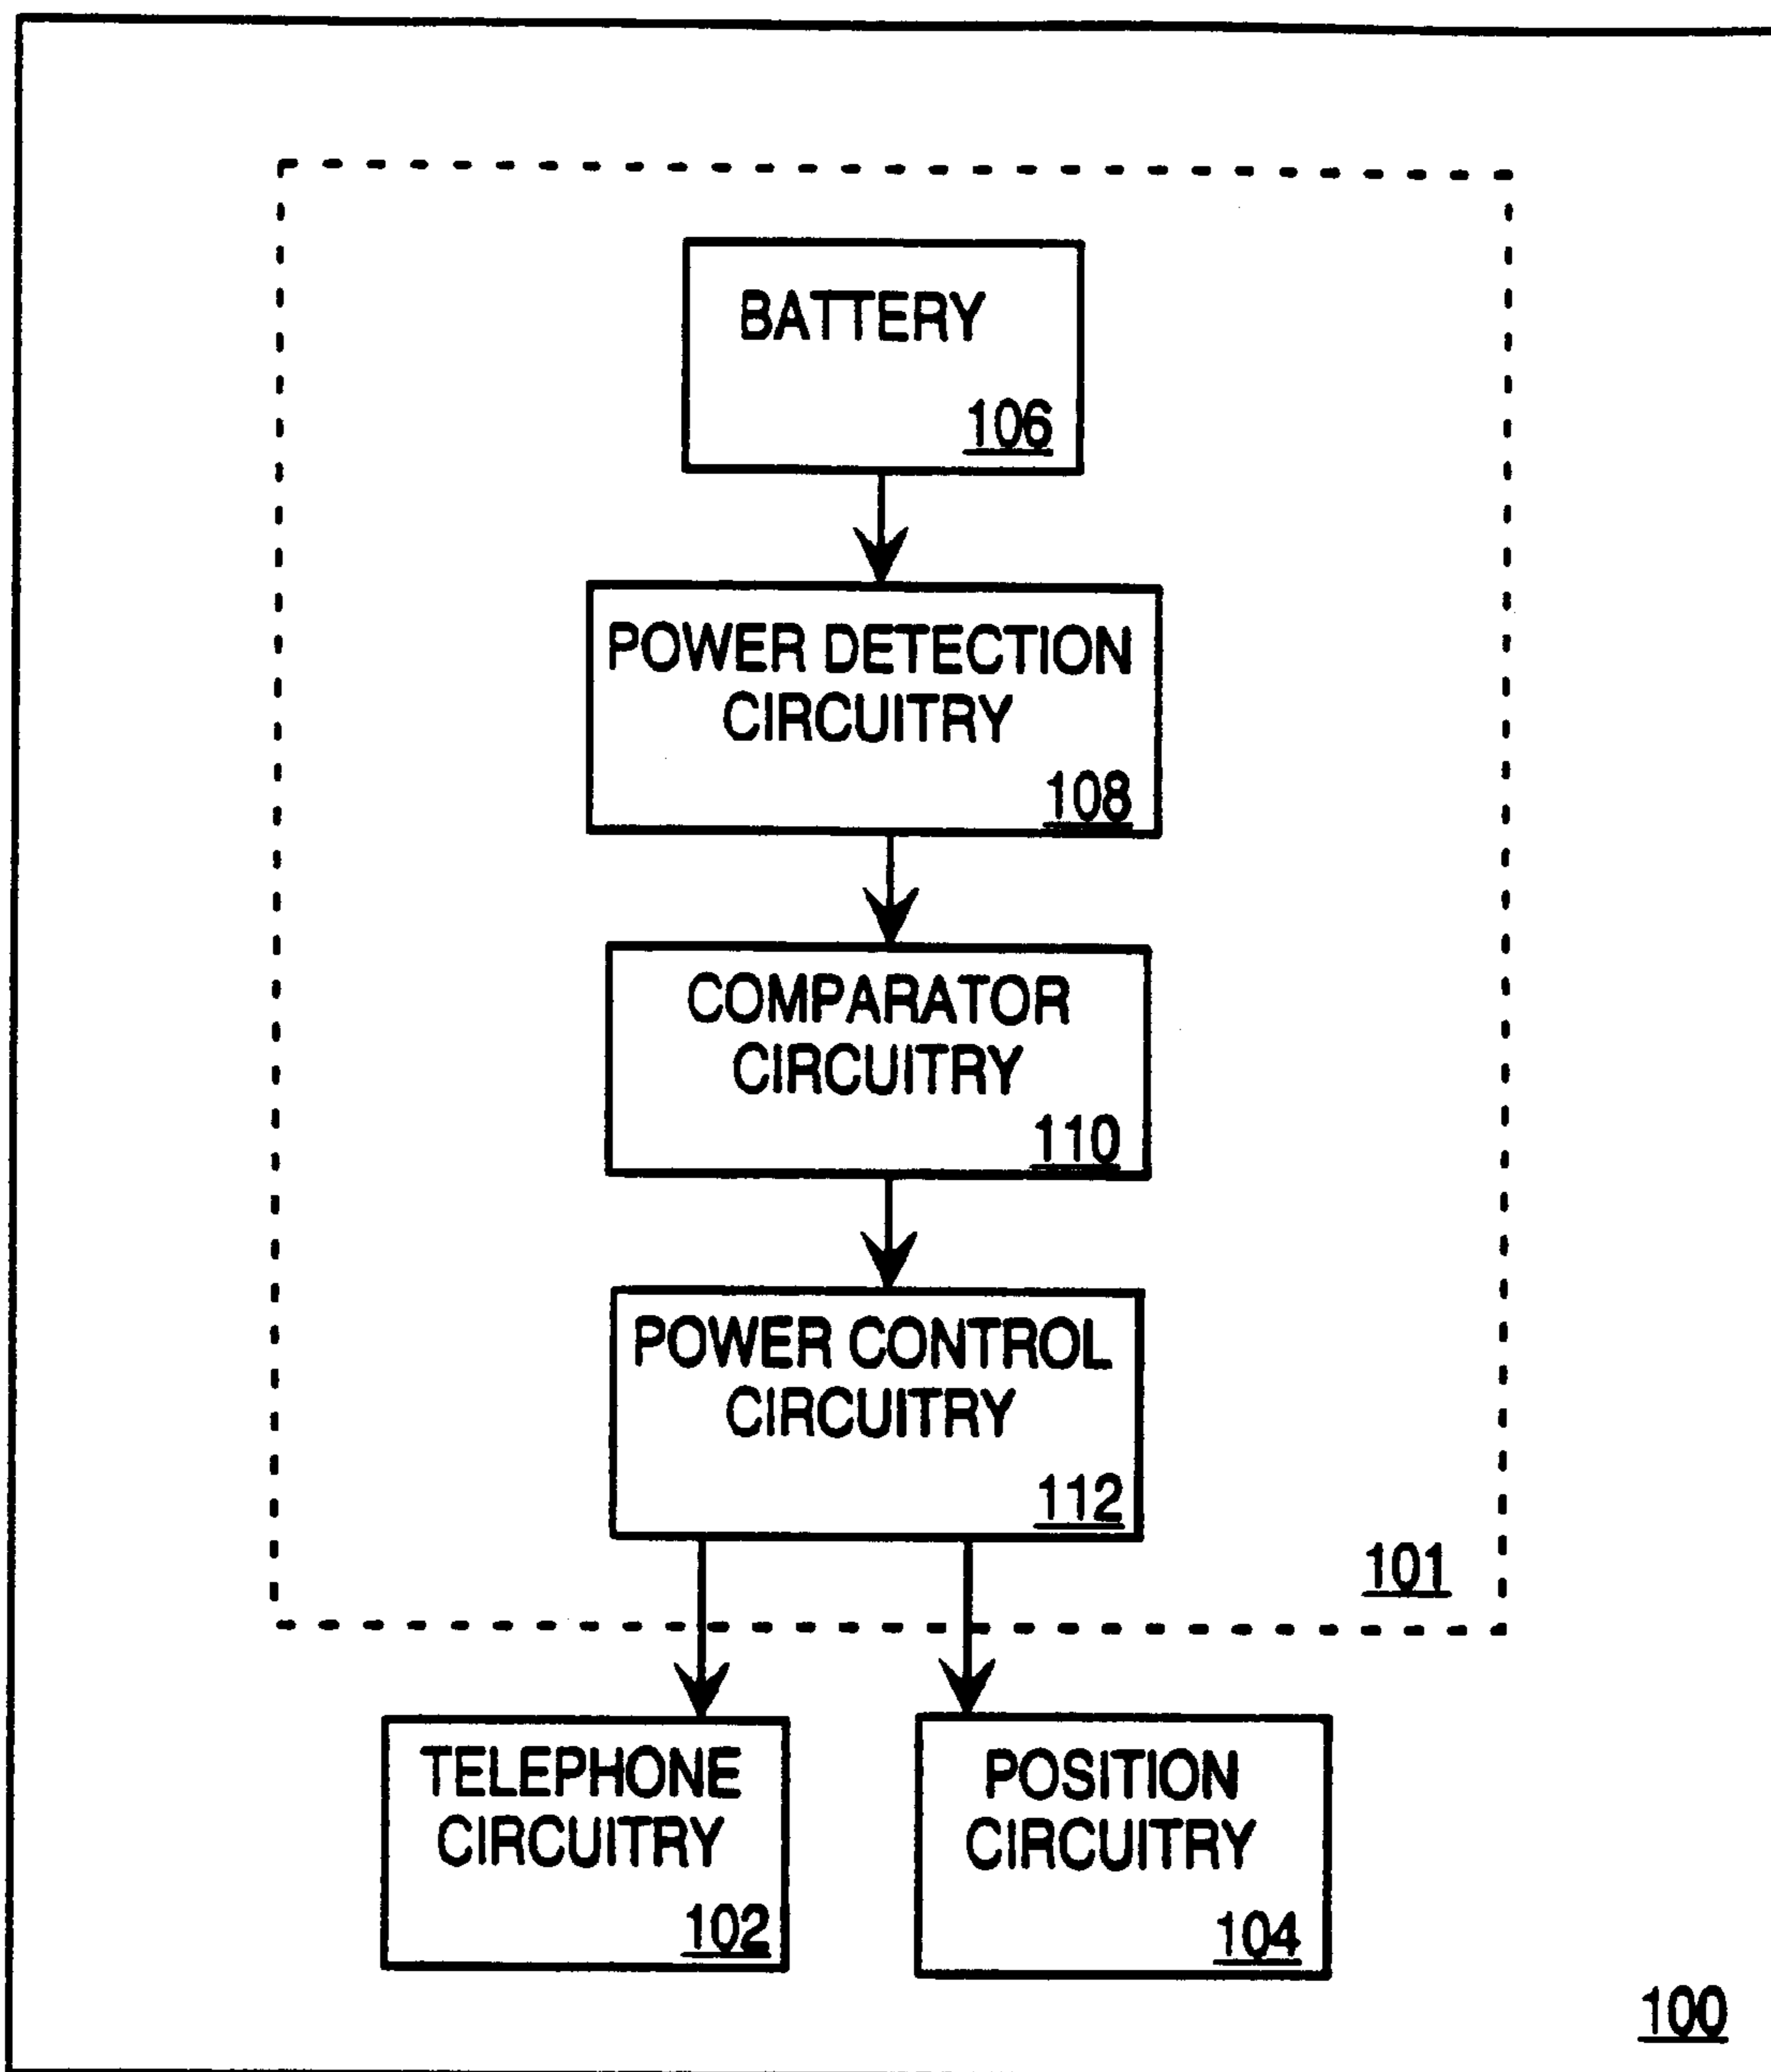 BATTERY
106
POWER DETECTION
CIRCUITRY
108
COMPARATOR
CIRCUITRY
110
POWER CONTROL
CIRCUITRY
112
101
TELEPHONE
CIRCUITRY
102
POSITION
CIRCUITRY
104
100